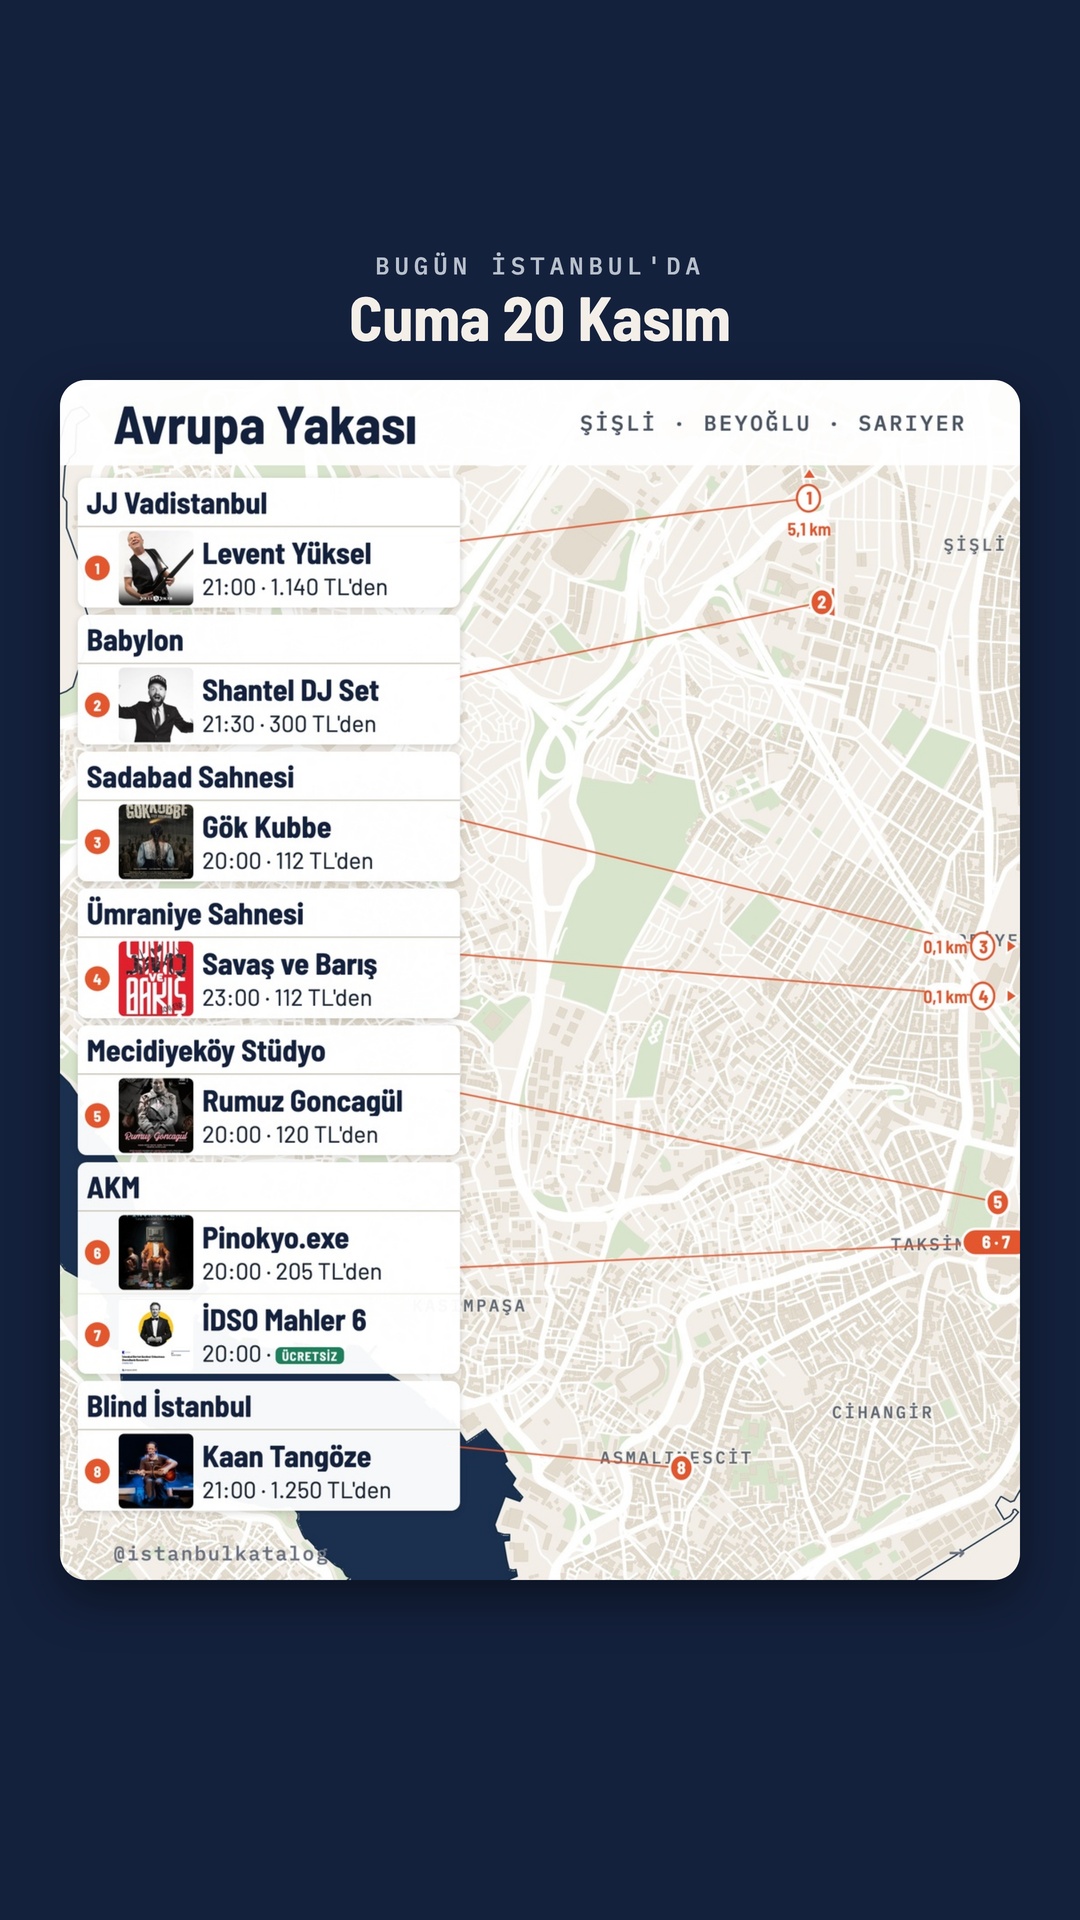 BUGÜN İSTANBUL'DA
Cuma 20 Kasım
Avrupa Yakası
ŞİŞLİ · BEYOĞLU · SARIYER
JJ Vadistanbul
1
Levent Yüksel
21:00 · 1.140 TL'den
Babylon
2
Shantel DJ Set
21:30 · 300 TL'den
Sadabad Sahnesi
3
GÖKKUBBE
Gök Kubbe
20:00 · 112 TL'den
Ümraniye Sahnesi
4
VE
BARIŞ
Savaş ve Barış
23:00 · 112 TL'den
Mecidiyeköy Stüdyo
5
Rumuz Goncagül
Rumuz Goncagül
20:00 · 120 TL'den
AKM
6
Pinokyo.exe
20:00 · 205 TL'den
7
İDSO Mahler 6
20:00 · ÜCRETSİZ
Blind İstanbul
8
Kaan Tangöze
21:00 · 1.250 TL'den
1
5,1 km
ŞİŞLİ
2
0,1 km 3
0,1 km 4
5
TAKSİM
6 · 7
CİHANGİR
8
@istanbulkatalog
→